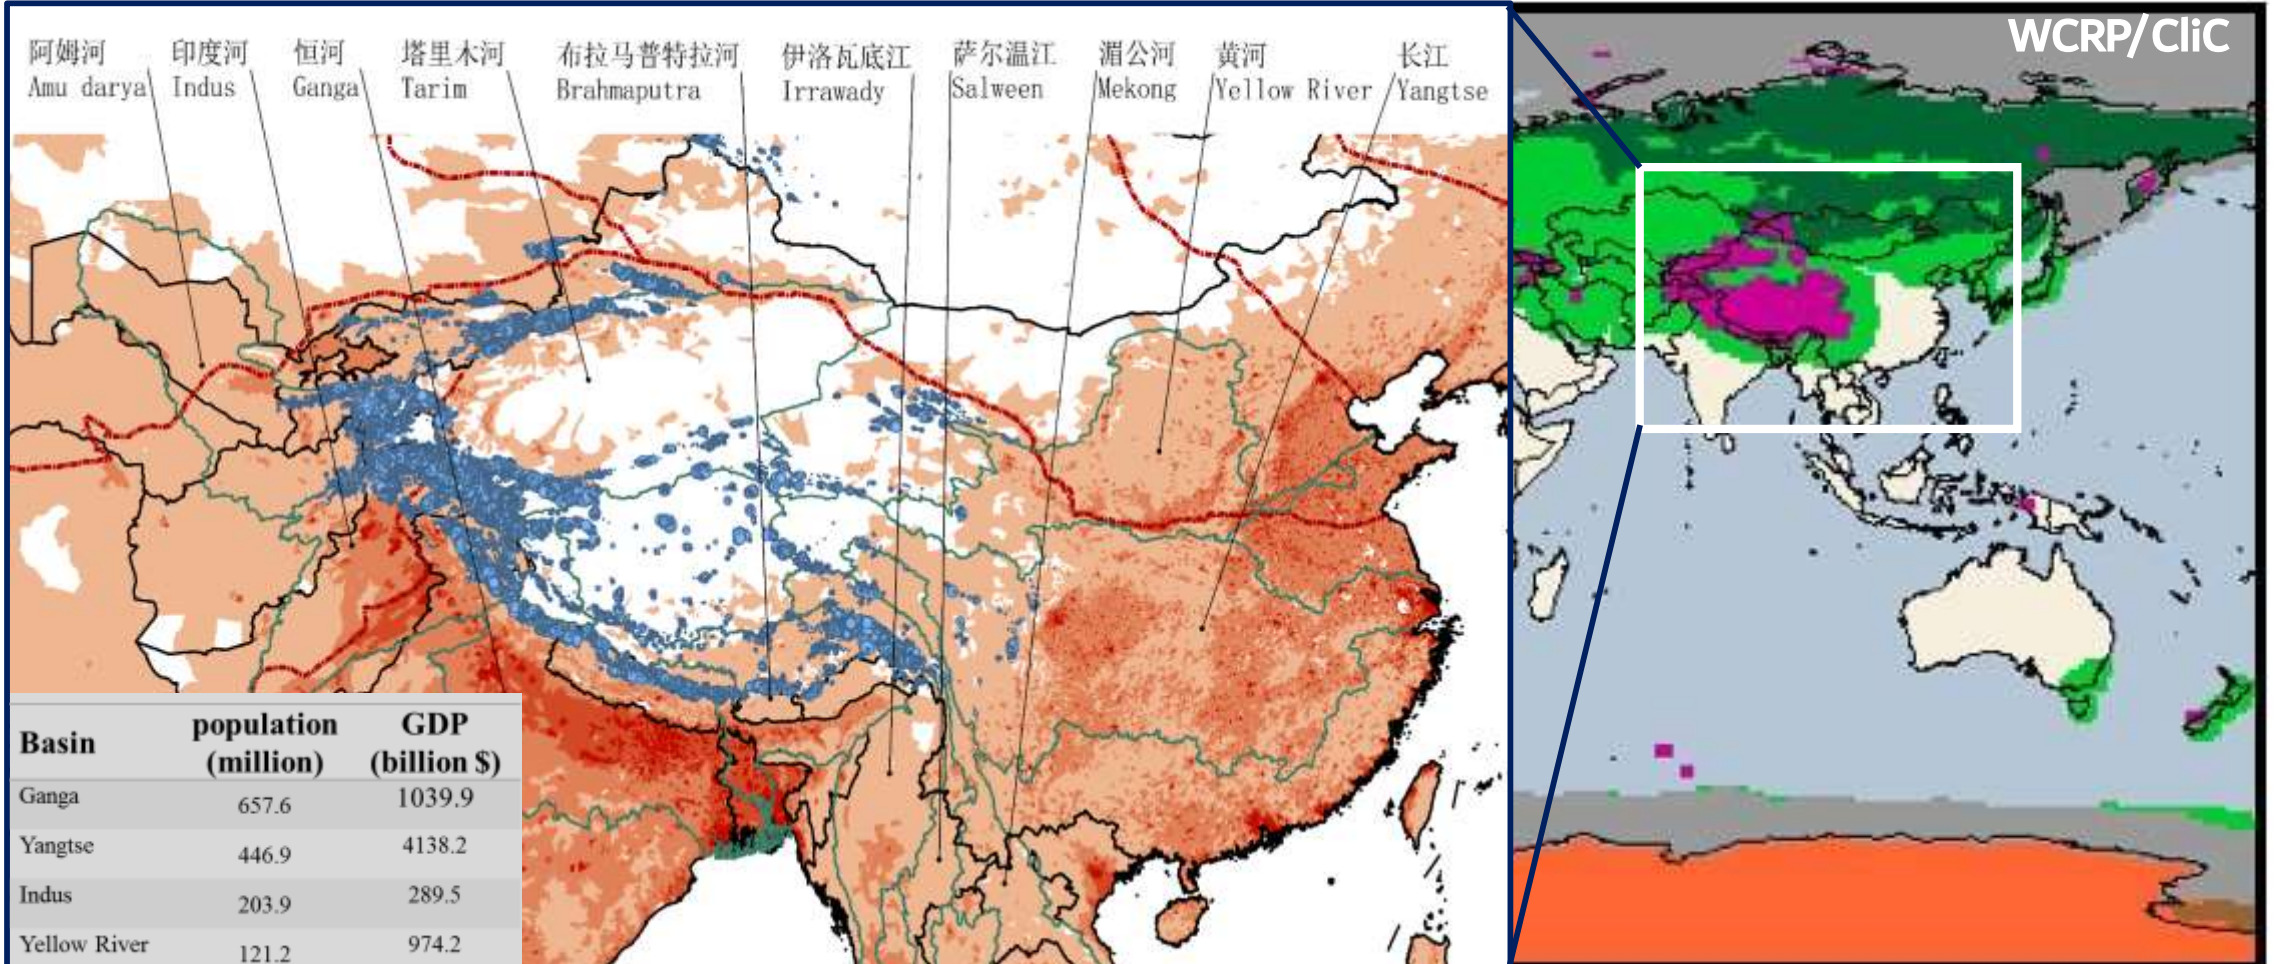 WCRP/CliC
阿姆河 印度河 恒河 塔里木河 布拉马普特拉河 伊洛瓦底江 萨尔温江 湄公河 黄河 长江
Amu darya Indus Ganga Tarim Brahmaputra Irrawady Salween Mekong Yellow River Yangtse
Basin population (million) GDP (billion $)
Ganga 657.6 1039.9
Yangtse 446.9 4138.2
Indus 203.9 289.5
Yellow River 121.2 974.2